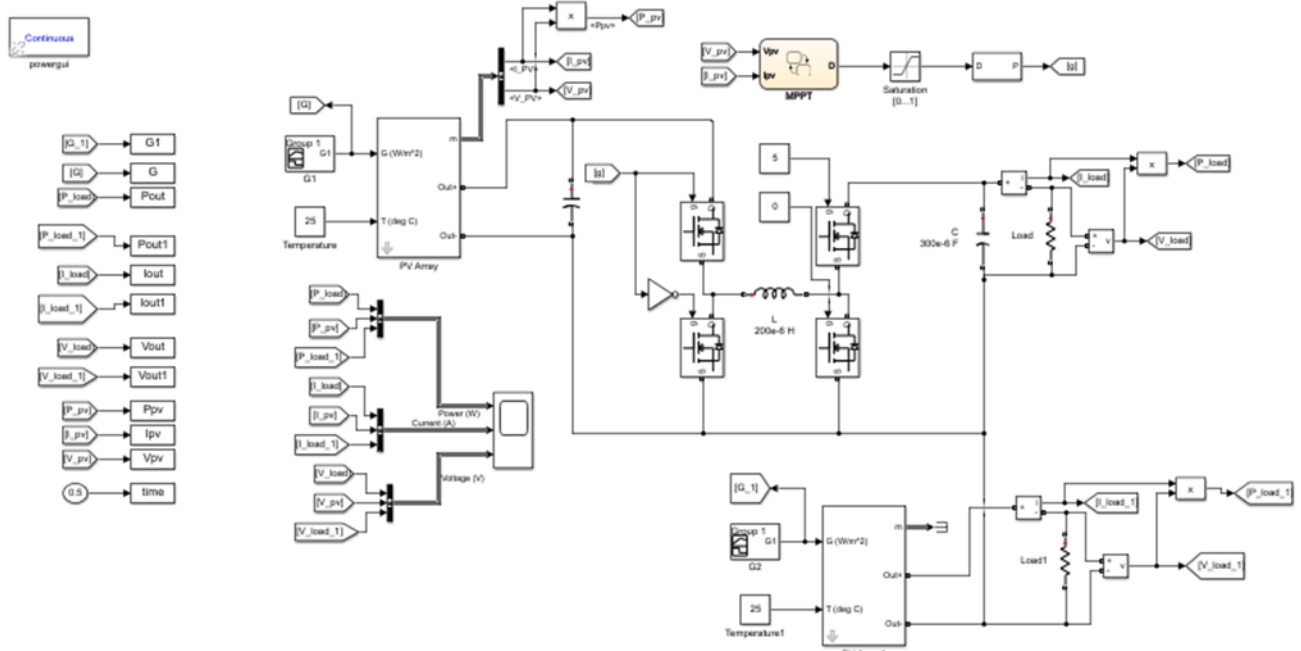 Continuous
powergui
[G_1]
G1
[G]
G
[P_load]
Pout
[P_load_1]
Pout1
[I_load]
Iout
[I_load_1]
Iout1
[V_load]
Vout
[V_load_1]
Vout1
[P_pv]
Ppv
[I_pv]
Ipv
[V_pv]
Vpv
0.5
time
[G]
Group 1
G1
G1
25
Temperature
G (W/m^2)
T (deg C)
m
Out+
Out-
PV Array
<I_PV>
<V_PV>
x
<Ppv>
[P_pv]
[I_pv]
[V_pv]
[V_pv]
[I_pv]
Vpv
Ipv
D
MPPT
Saturation
[0...1]
D
P
[g]
[g]
5
0
L
200e-6 H
C
300e-6 F
Load
[I_load]
x
[P_load]
v
[V_load]
[P_load]
[P_pv]
[P_load_1]
[I_load]
[I_pv]
[I_load_1]
[V_load]
[V_pv]
[V_load_1]
Power (W)
Current (A)
Voltage (V)
[G_1]
Group 1
G1
G2
25
Temperature1
G (W/m^2)
T (deg C)
m
Out+
Out-
[I_load_1]
x
[P_load_1]
Load1
v
[V_load_1]